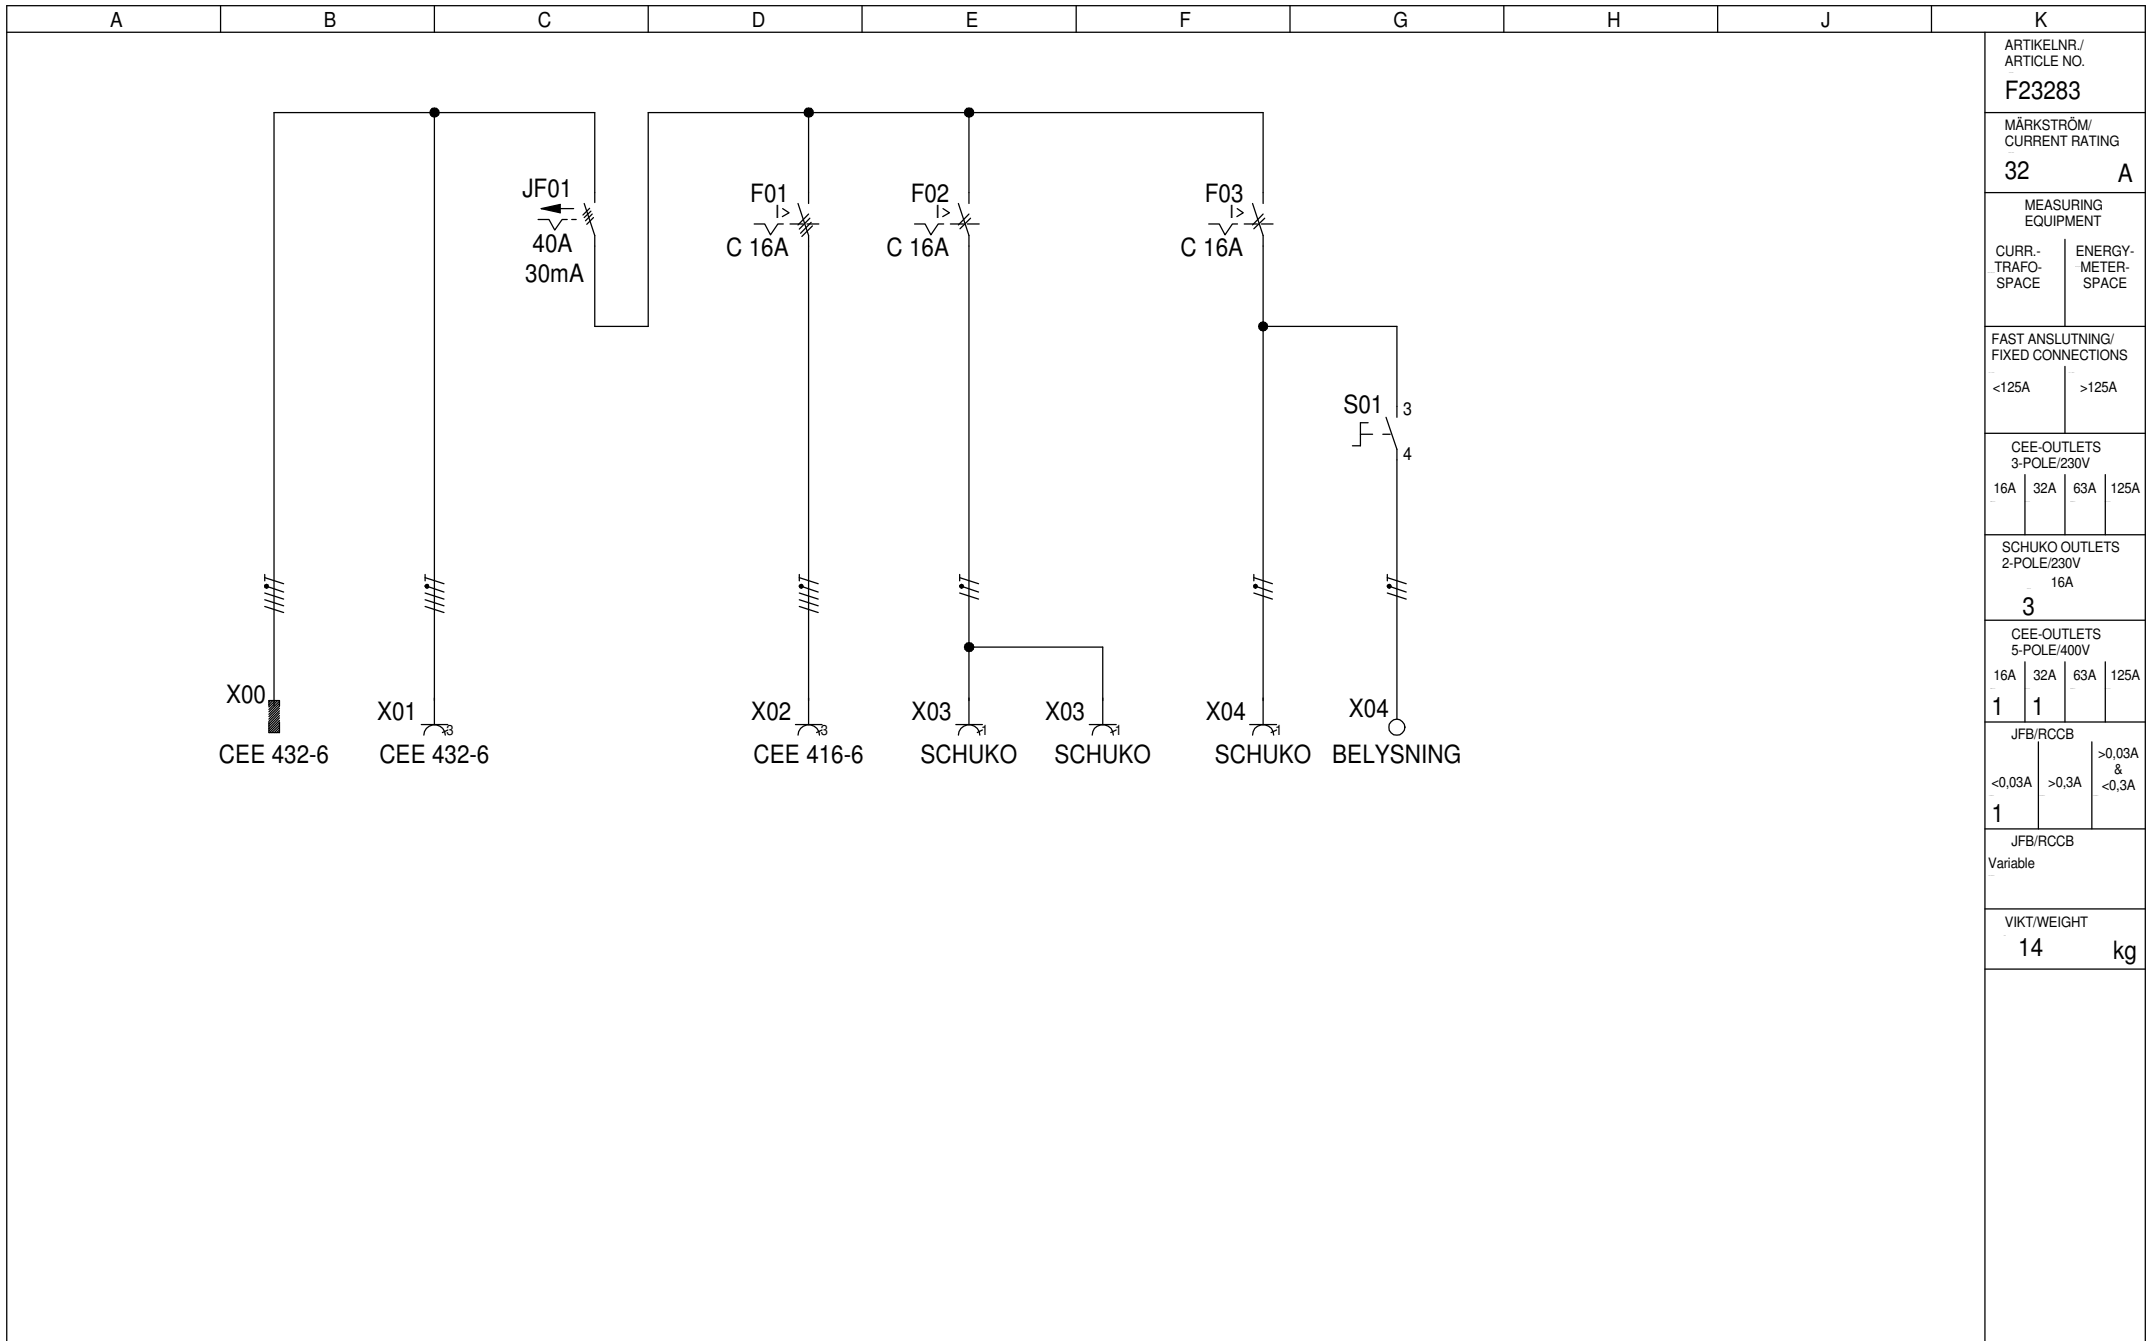 A B C D E F G H J K
ARTIKELNR./
ARTICLE NO.
F23283
MÄRKSTRÖM/
CURRENT RATING
32 A
MEASURING
EQUIPMENT
CURR.-
TRAFO-
SPACE
ENERGY-
METER-
SPACE
FAST ANSLUTNING/
FIXED CONNECTIONS
<125A >125A
CEE-OUTLETS
3-POLE/230V
16A 32A 63A 125A
SCHUKO OUTLETS
2-POLE/230V
16A
3
CEE-OUTLETS
5-POLE/400V
16A 32A 63A 125A
1 1
JFB/RCCB
<0,03A >0,3A
>0,03A
&
<0,3A
1
JFB/RCCB
Variable
VIKT/WEIGHT
14 kg
JF01
40A
30mA
F01
I>
C 16A
F02
I>
C 16A
F03
I>
C 16A
S01 3
4
X00
CEE 432-6
X01 3
CEE 432-6
X02 3
CEE 416-6
X03 1
SCHUKO
X03 1
SCHUKO
X04 1
SCHUKO
X04
BELYSNING